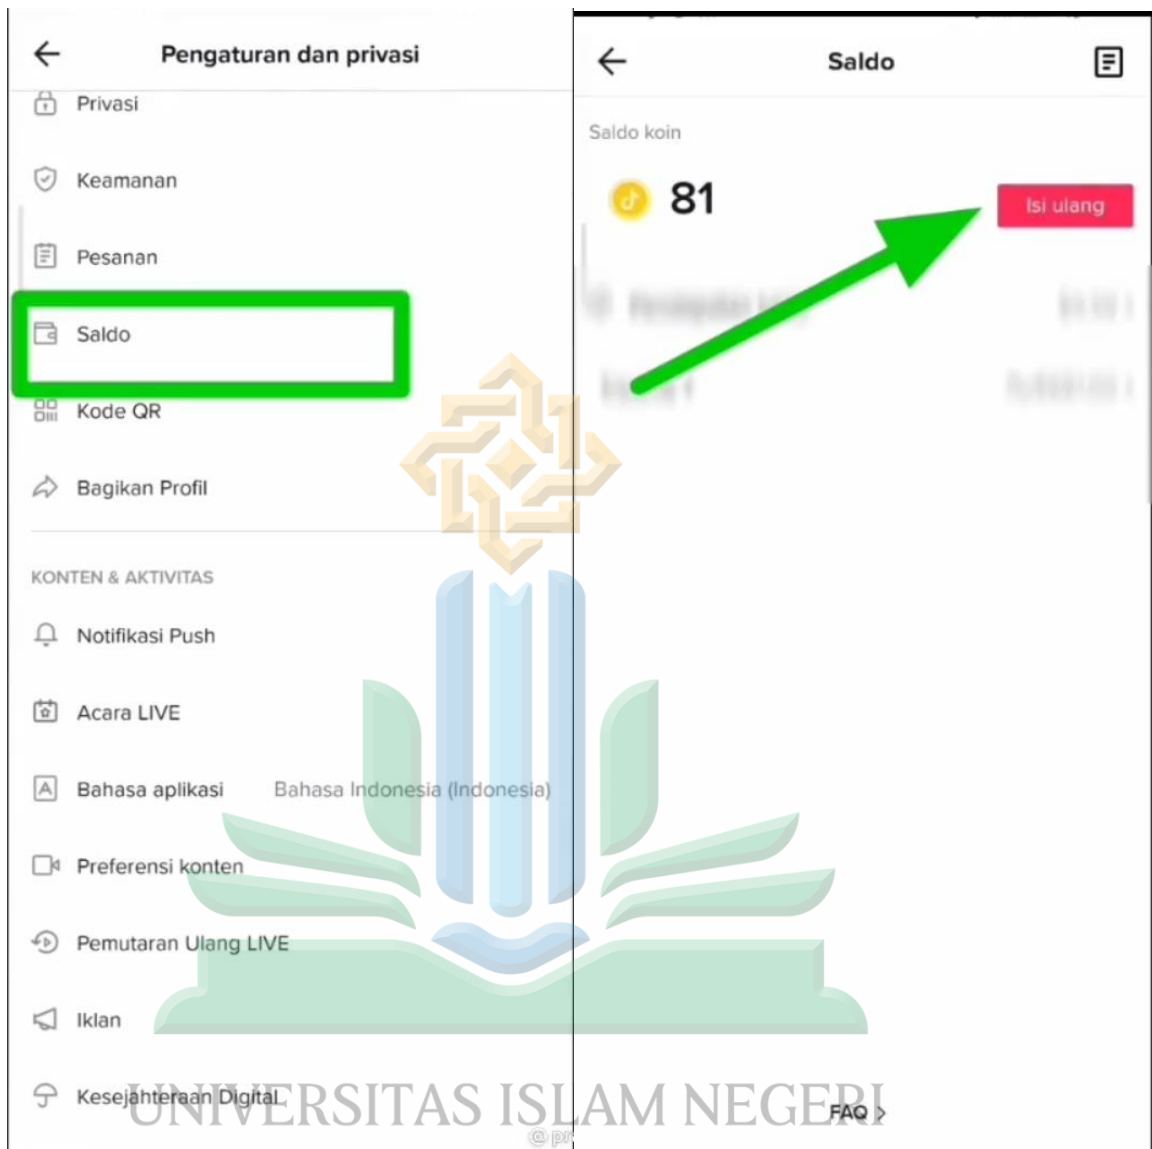 Pengaturan dan privasi
Privasi
Keamanan
Pesanan
Saldo
Kode QR
Bagikan Profil
KONTEN & AKTIVITAS
Notifikasi Push
Acara LIVE
Bahasa aplikasi Bahasa Indonesia (Indonesia)
Preferensi konten
Pemutaran Ulang LIVE
Iklan
Kesejahteraan Digital
Saldo
Saldo koin
81
Isi ulang
FAQ >
UNIVERSITAS ISLAM NEGERI